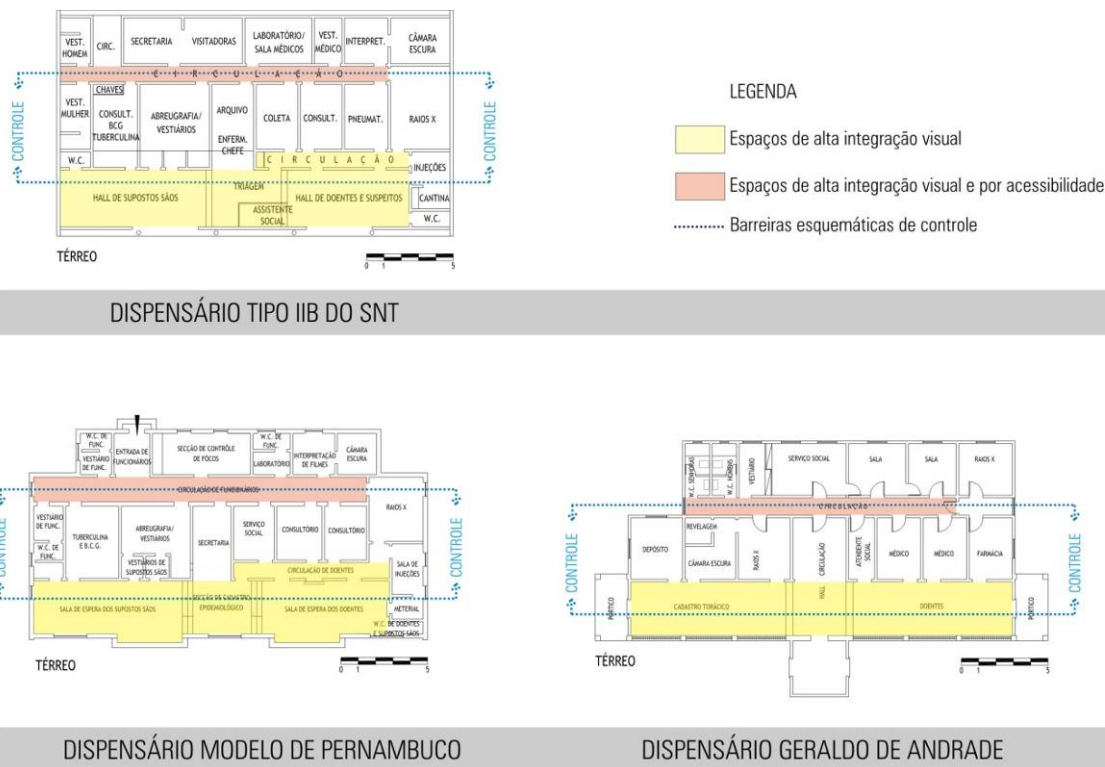 VEST. HOMEM
CIRC.
SECRETARIA
VISITADORAS
LABORATÓRIO/
SALA MÉDICOS
VEST. MÉDICO
INTERPRET.
CÂMARA ESCURA
CIRCULAÇÃO
CONTROLE
CONTROLE
VEST. MULHER
CHAVES
CONSULT. BCG TUBERCULINA
ABREUGRAFIA/
VESTIÁRIOS
ARQUIVO
ENFERM. CHEFE
COLETA
CONSULT.
PNEUMAT.
RAIOS X
W.C.
CIRCULAÇÃO
INJEÇÕES
HALL DE SUPOSTOS SÃOS
TRIAGEM
HALL DE DOENTES E SUSPEITOS
CANTINA
ASSISTENTE SOCIAL
W.C.
TÉRREO
0 1 5
LEGENDA
Espaços de alta integração visual
Espaços de alta integração visual e por acessibilidade
Barreiras esquemáticas de controle
DISPENSÁRIO TIPO IIB DO SNT
W.C. DE FUNC.
VESTIÁRIO DE FUNC.
ENTRADA DE FUNCIONÁRIOS
SECÇÃO DE CONTRÔLE DE FÓCOS
W.C. DE FUNC.
LABORATÓRIO
INTERPRETAÇÃO DE FILMES
CÂMARA ESCURA
CIRCULAÇÃO DE FUNCIONÁRIOS
CONTROLE
CONTROLE
VESTIÁRIO DE FUNC.
W.C. DE FUNC.
TUBERCULINA E B.C.G.
ABREUGRAFIA/
VESTIÁRIOS
VESTIÁRIOS DE SUPOSTOS SÃOS
SECRETARIA
SERVIÇO SOCIAL
CONSULTÓRIO
CONSULTÓRIO
RAIOS X
CIRCULAÇÃO DE DOENTES
SALA DE INJEÇÕES
SALA DE ESPERA DOS SUPOSTOS SÃOS
SECÇÃO DE CADASTRO EPIDEMIOLÓGICO
SALA DE ESPERA DOS DOENTES
METERIAL
W.C. DE DOENTES E SUPOSTOS SÃOS
TÉRREO
0 1 5
DISPENSÁRIO MODELO DE PERNAMBUCO
W.C. SENHORAS
W.C. HOMENS
VESTIÁRIO
SERVIÇO SOCIAL
SALA
SALA
RAIOS X
CIRCULAÇÃO
CONTROLE
CONTROLE
DEPÓSITO
REVELAGEM
CÂMARA ESCURA
RAIOS X
CIRCULAÇÃO
ATENDENTE SOCIAL
MÉDICO
MÉDICO
FARMÁCIA
PÓRTICO
CADASTRO TORÁCICO
HALL
DOENTES
PÓRTICO
TÉRREO
0 1 5
DISPENSÁRIO GERALDO DE ANDRADE